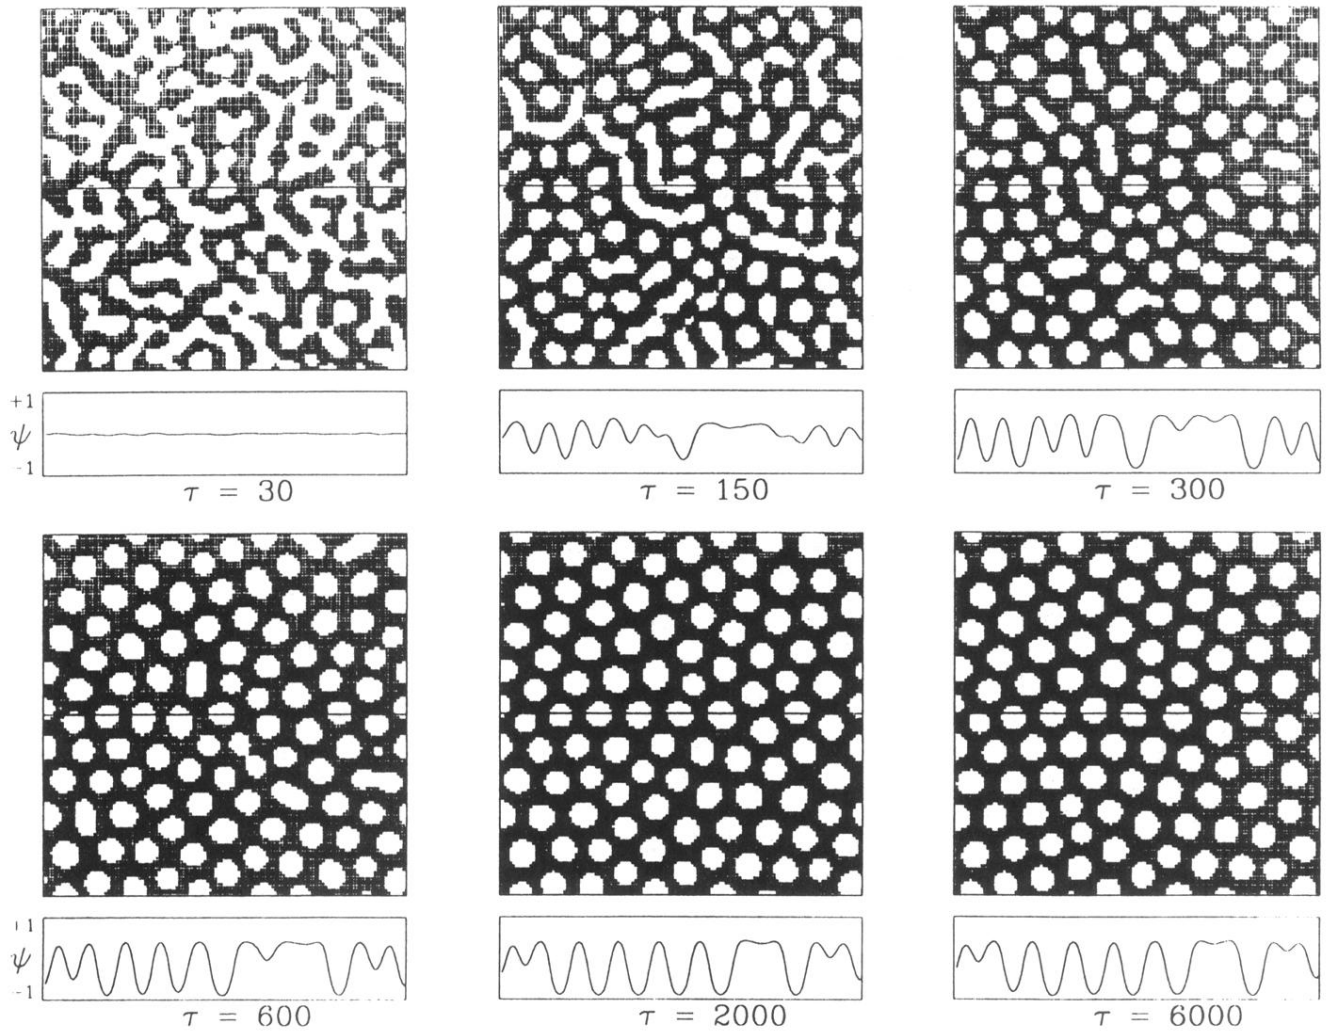 +1
ψ
-1
τ = 30
τ = 150
τ = 300
+1
ψ
-1
τ = 600
τ = 2000
τ = 6000